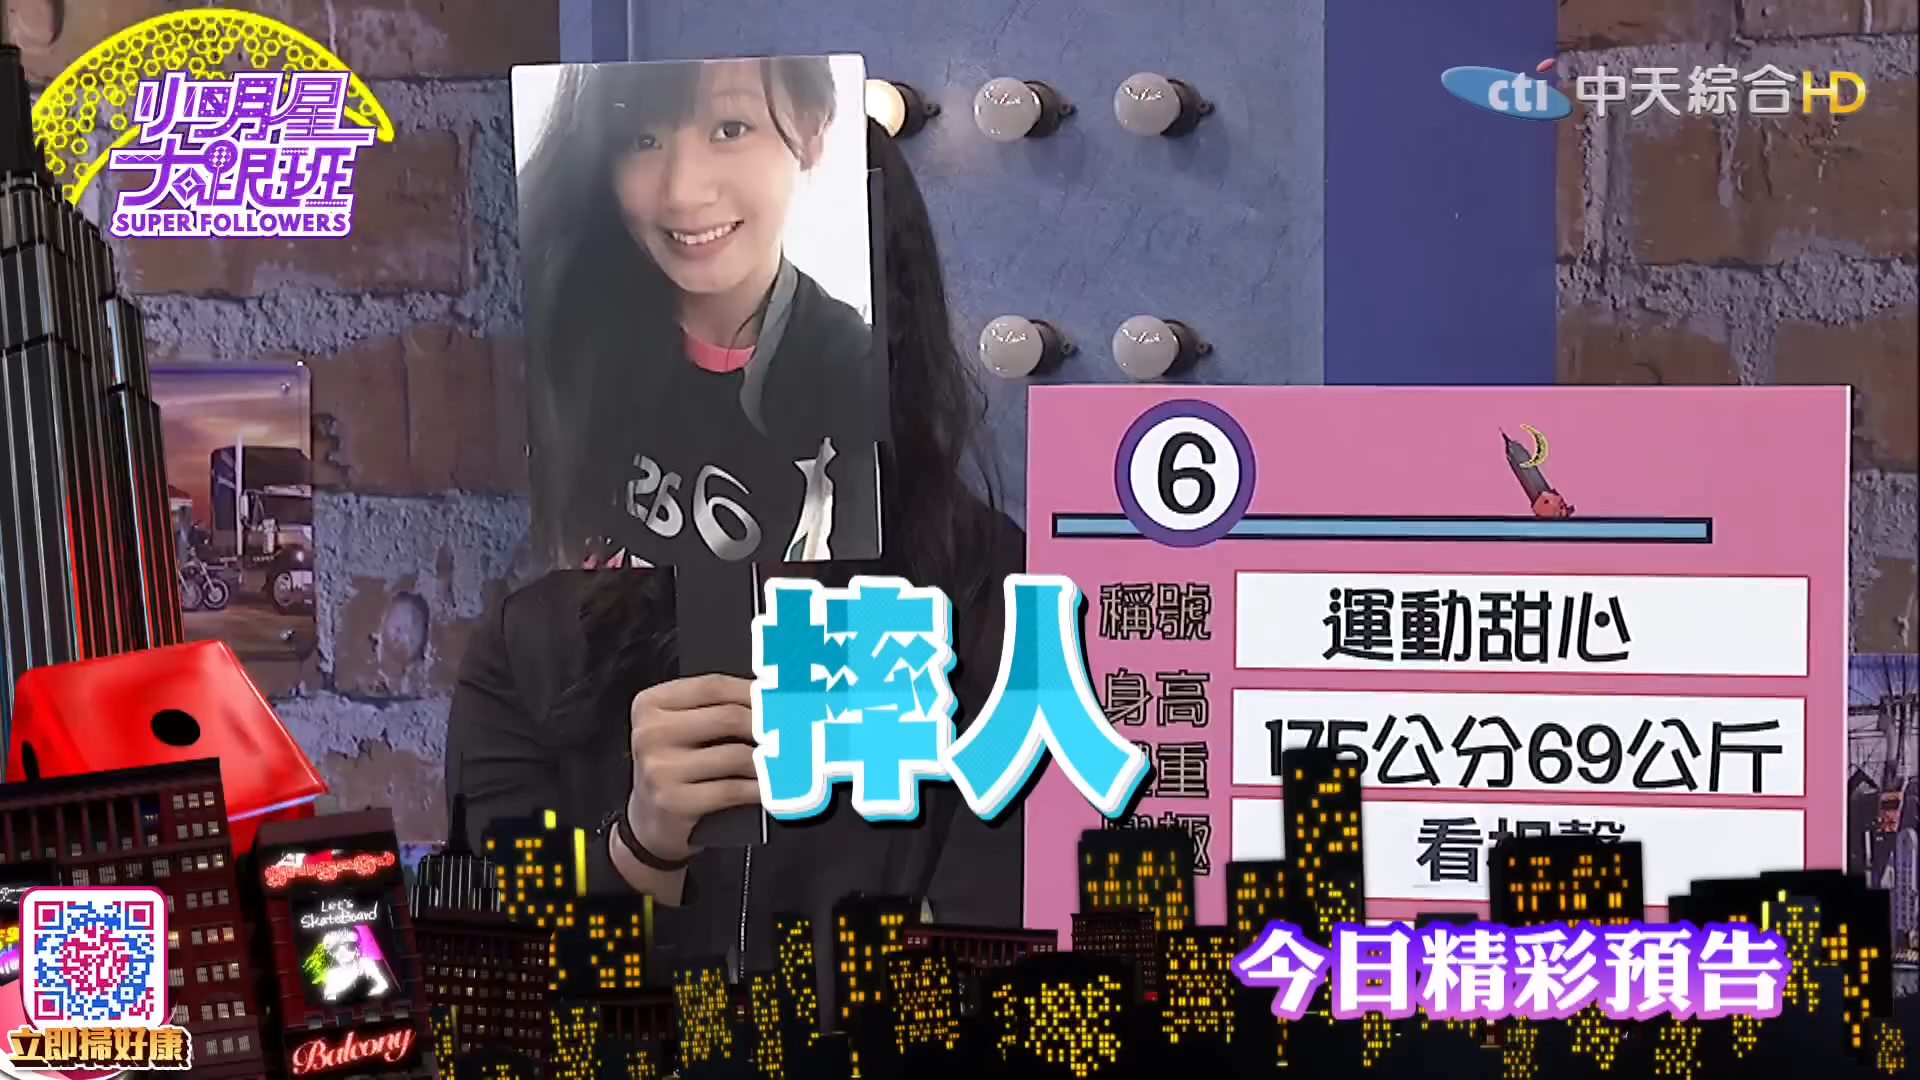 小明星
大跟班
SUPER FOLLOWERS
cti 中天綜合HD
6
稱號 運動甜心
身高 175公分69公斤
重
看
摔人
今日精彩預告
Let's
SkateBoard
Balcony
立即掃好康